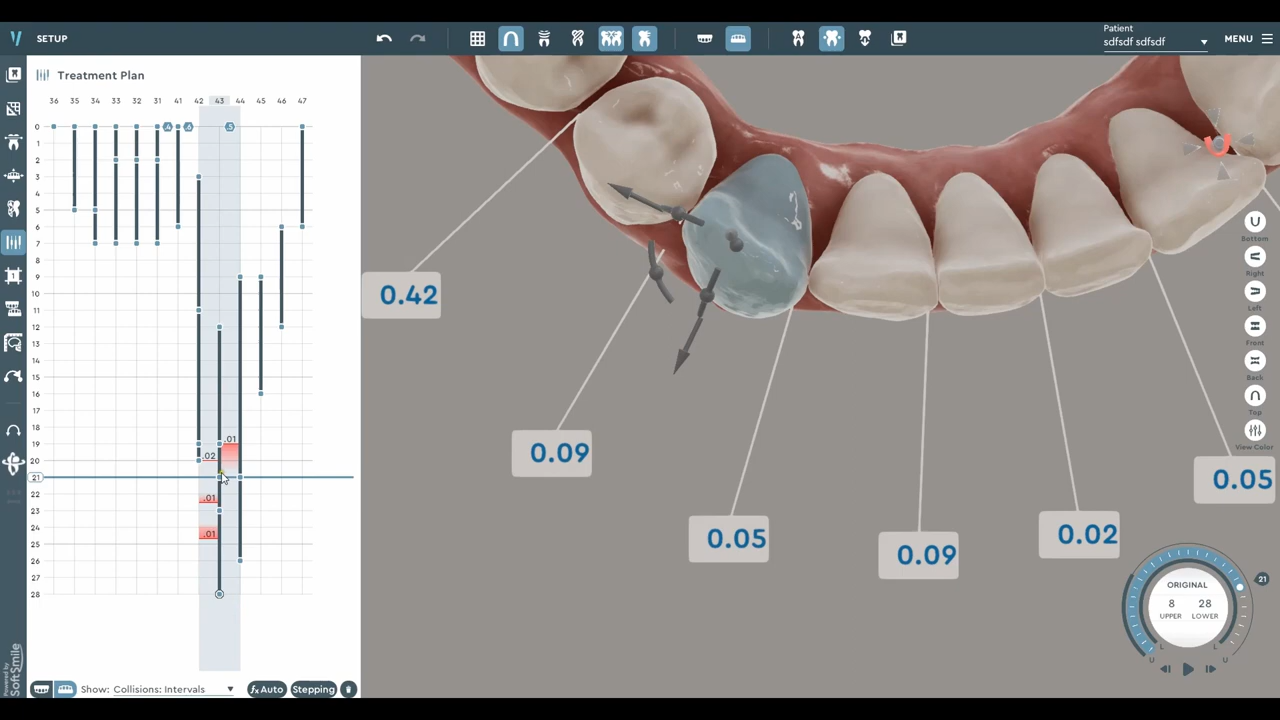 SETUP
Patient
sdfsdf sdfsdf
MENU
Treatment Plan
36 35 34 33 32 31 41 42 43 44 45 46 47
0
1
2
3
4
5
6
7
8
9
10
11
12
13
14
15
16
17
18
19
20
21
22
23
24
25
26
27
28
.01
.02
.01
.01
0.42
0.09
0.05
0.09
0.02
0.05
Bottom
Right
Left
Front
Back
Top
View Color
ORIGINAL
8 28
UPPER LOWER
21
L L
U U
Powered by
SoftSmile
Show: Collisions: Intervals
fx Auto
Stepping